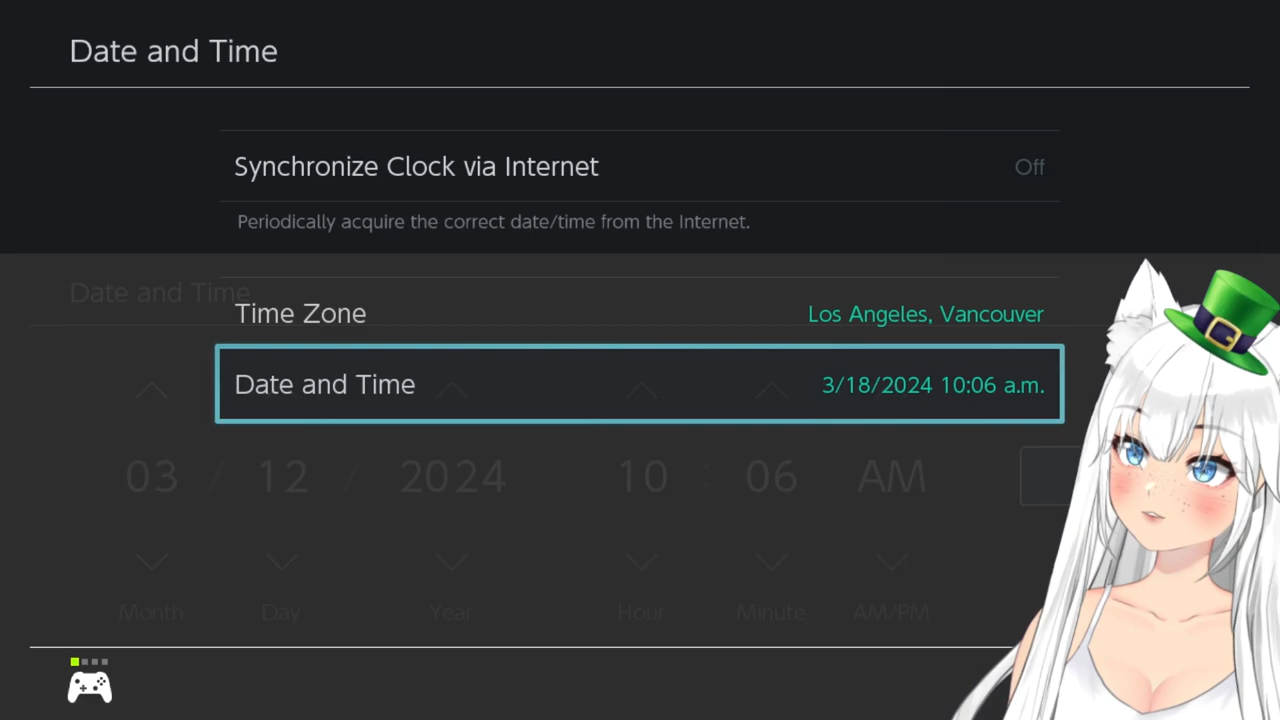 Date and Time
Synchronize Clock via Internet Off
Periodically acquire the correct date/time from the Internet.
Date and Time
Time Zone Los Angeles, Vancouver
Date and Time 3/18/2024 10:06 a.m.
03 / 12 / 2024 10 : 06 AM
Month Day Year Hour Minute AM/PM